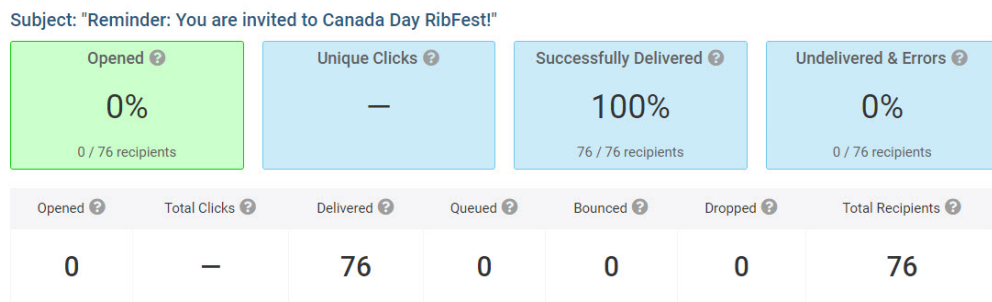 Subject: "Reminder: You are invited to Canada Day RibFest!"
Opened ? Unique Clicks ? Successfully Delivered ? Undelivered & Errors ?
0% — 100% 0%
0 / 76 recipients 76 / 76 recipients 0 / 76 recipients
Opened ? Total Clicks ? Delivered ? Queued ? Bounced ? Dropped ? Total Recipients ?
0 — 76 0 0 0 76